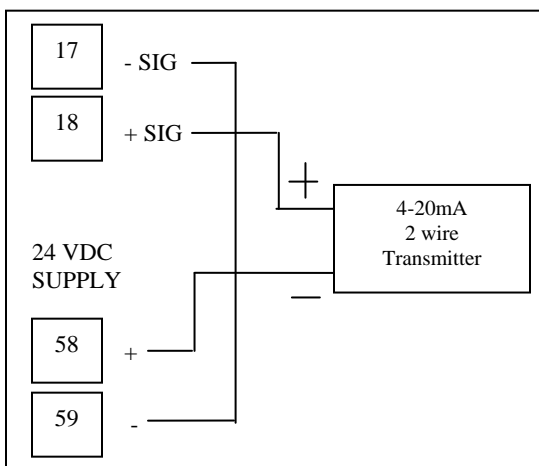 17
- SIG
18
+ SIG
+
4-20mA
2 wire
Transmitter
24 VDC
SUPPLY
—
58
+
59
-